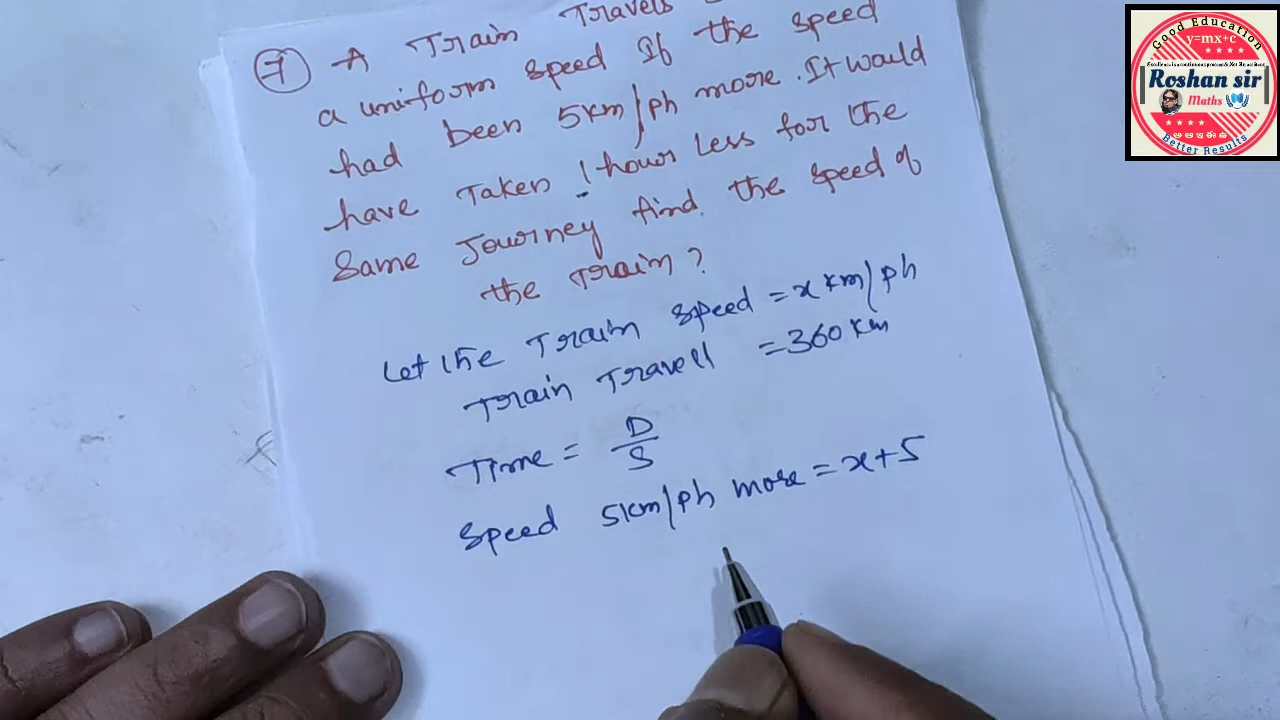 7 A Train Travels
a uniform speed If the speed
had been 5km/ph more. It would
have Taken 1 hour Less for the
Same Journey find. the speed of
the Train?
Let the Train speed = x km/ph
Train Travell = 360 km
Time = D/S
speed 5km/ph more = x+5
Good Education
y=mx+c
★★★★
Roshan sir
Maths
★★★★
Better Results